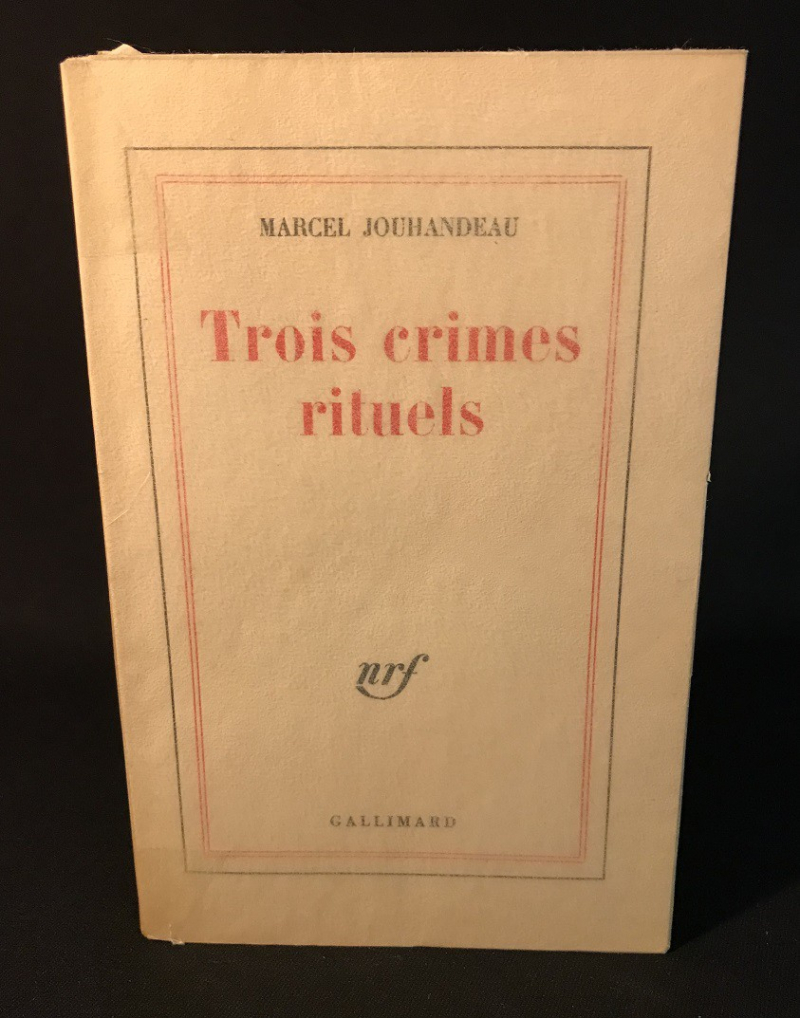 MARCEL JOUHANDEAU
Trois crimes
rituels
nrf
GALLIMARD